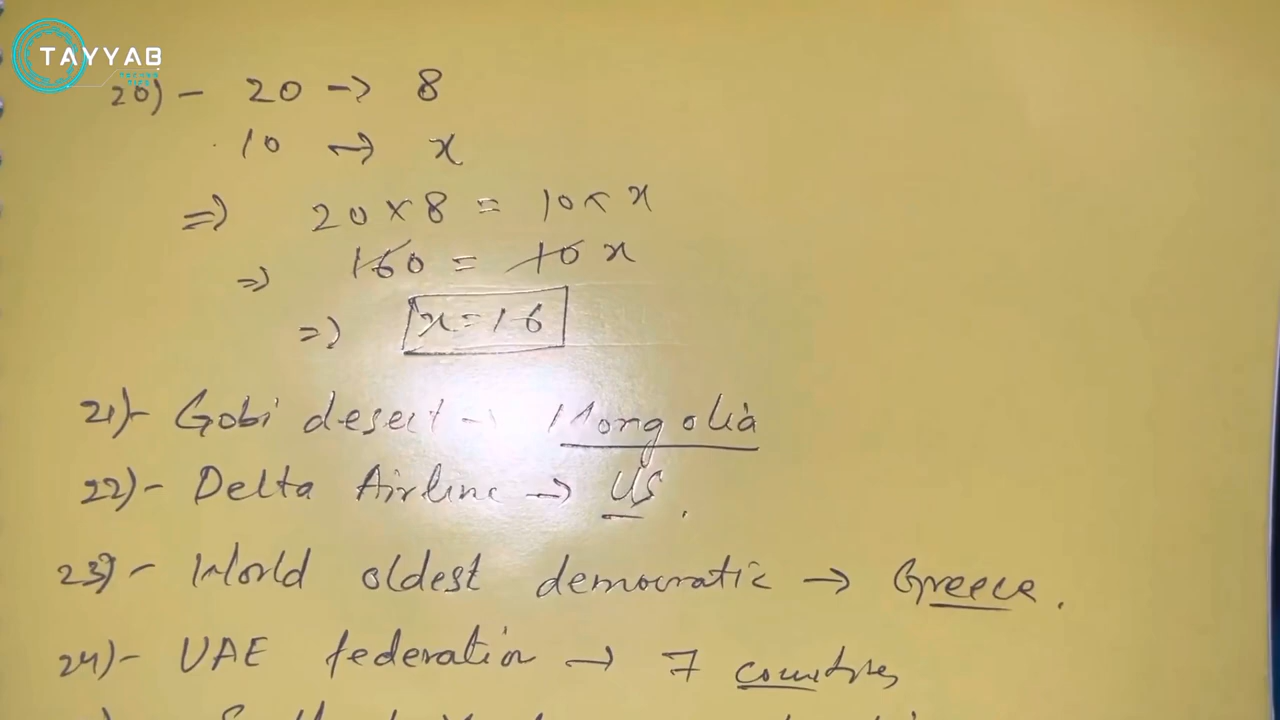 TAYYAB
20) - 20 -> 8
10 -> x
=> 20 × 8 = 10 × x
=> 160 = 10 x
=> x = 16
21)- Gobi desert -> Mongolia
22)- Delta Airline -> US.
23)- World oldest democratic -> Greece.
24)- UAE federation -> 7 countries